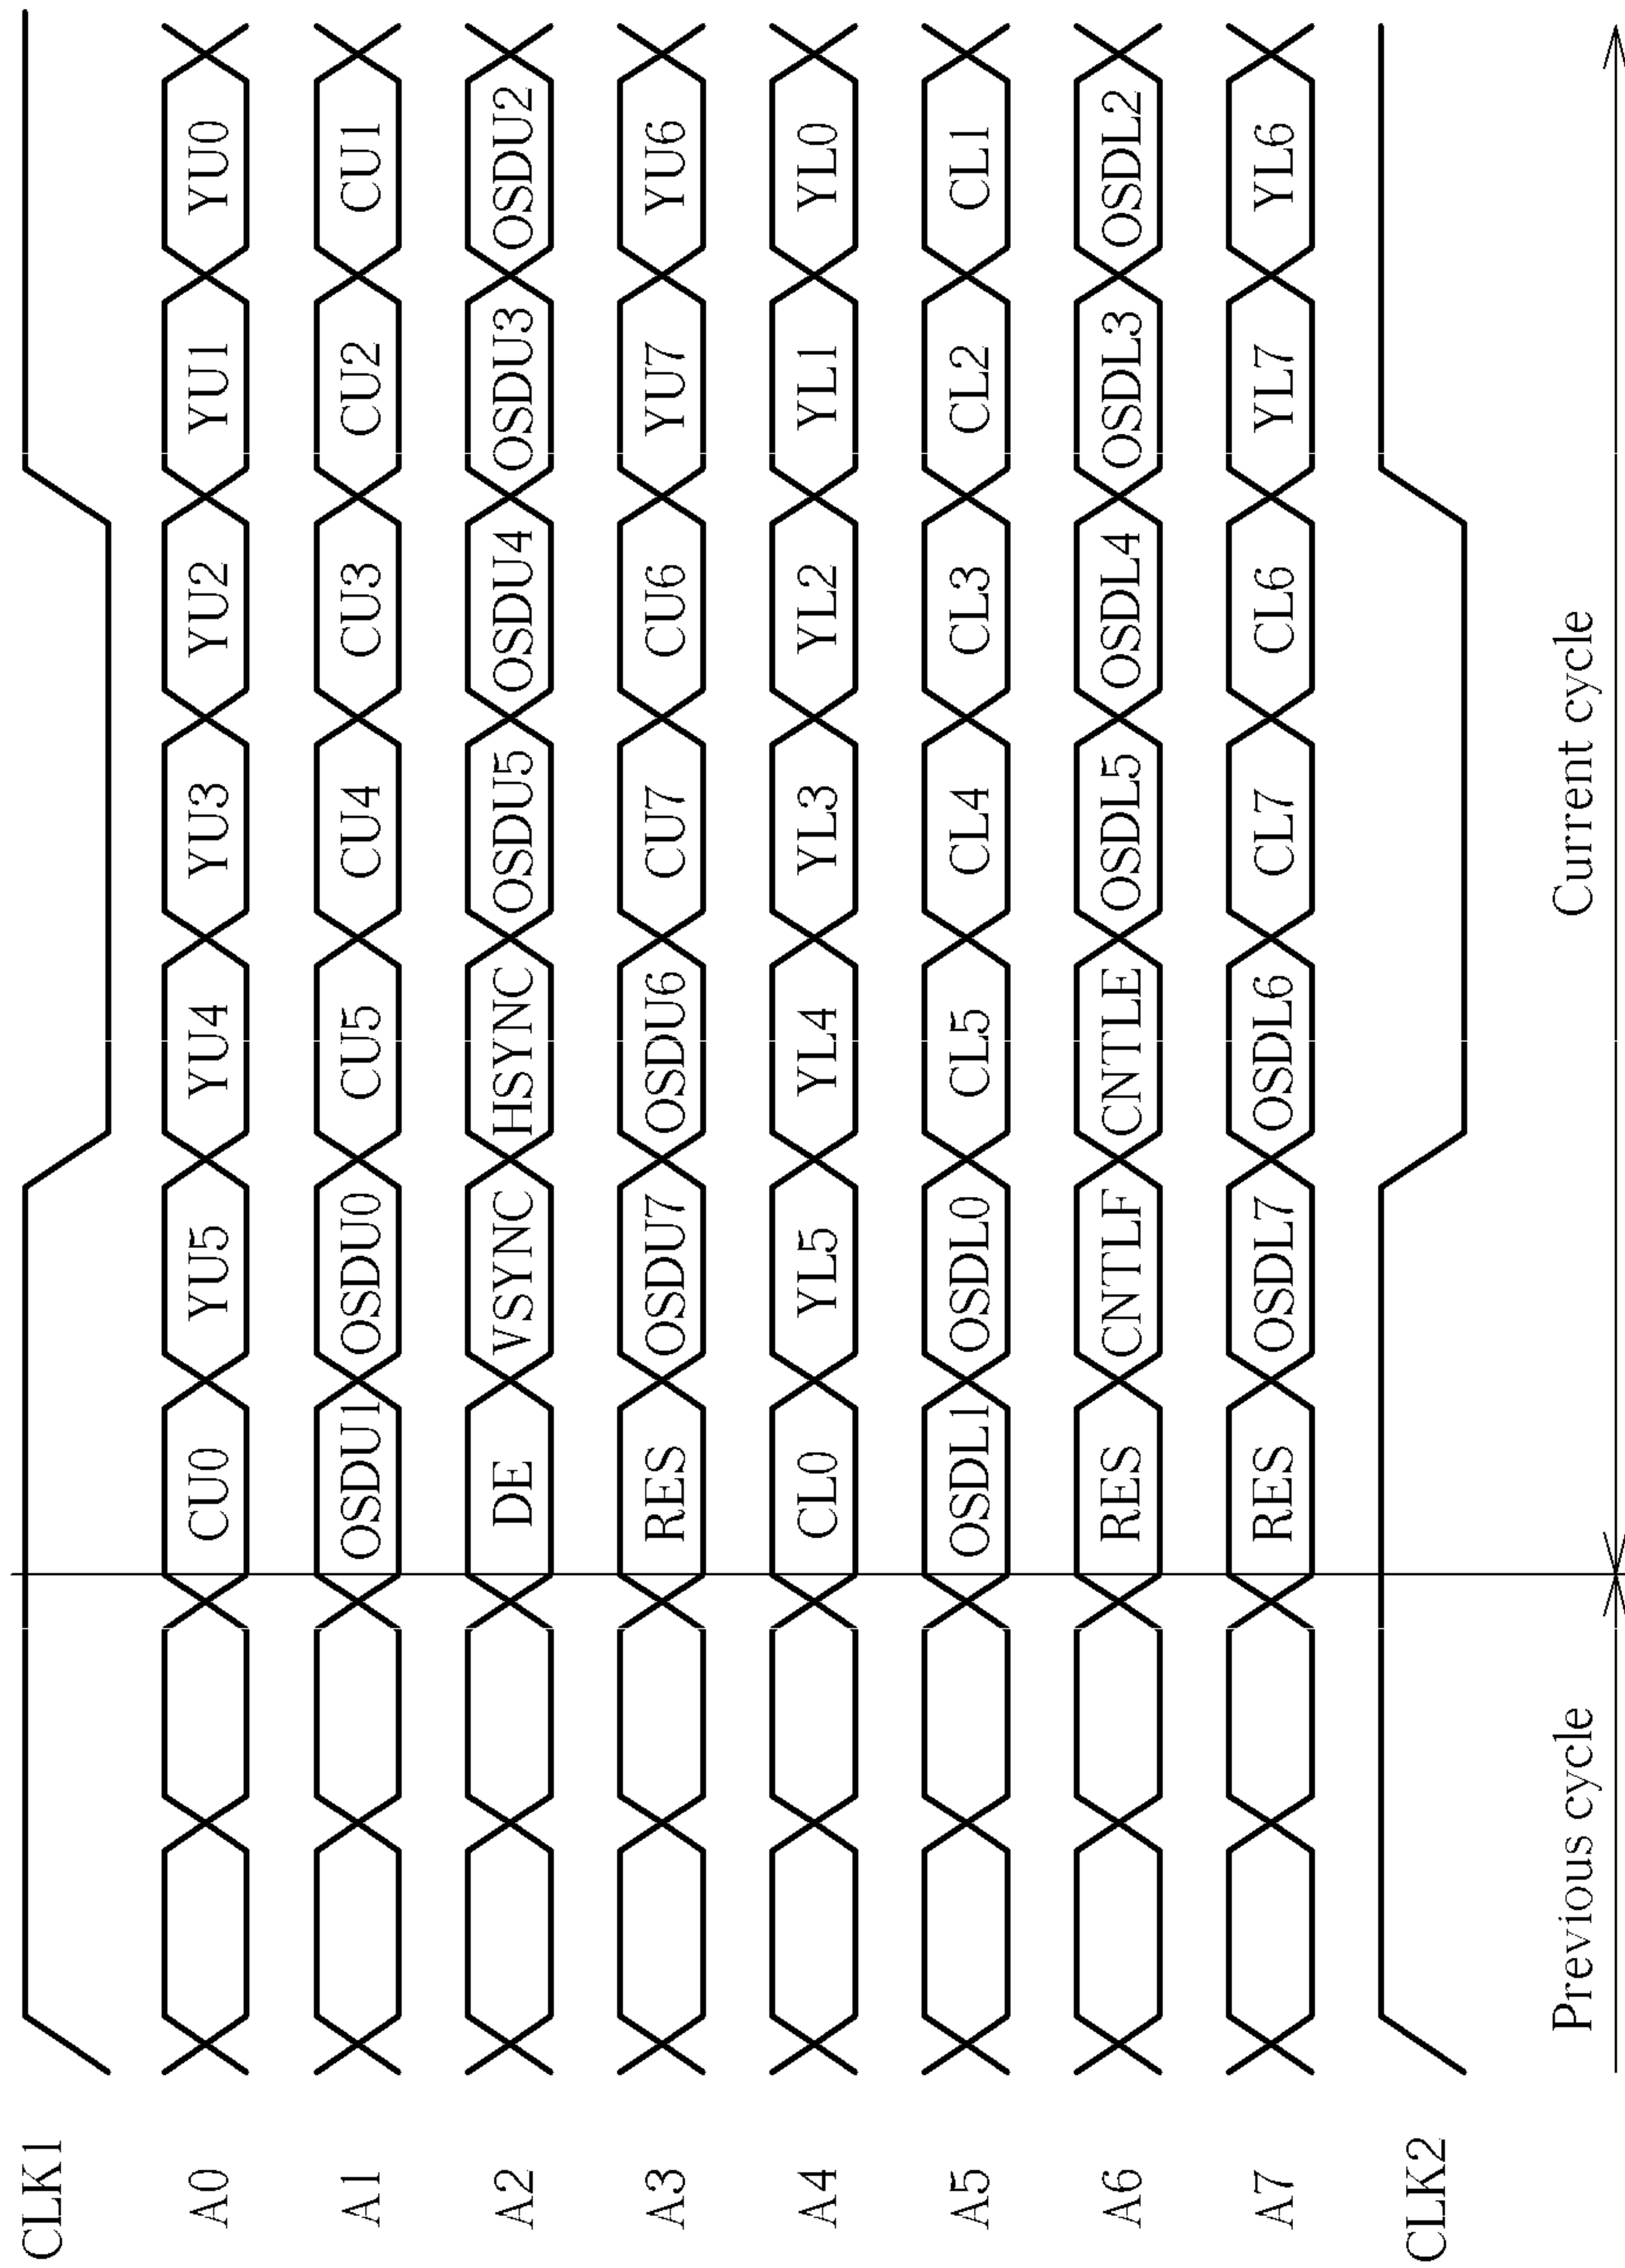 CLK1
A0 CU0 YU5 YU4 YU3 YU2 YU1 YU0
A1 OSDU1 OSDU0 CU5 CU4 CU3 CU2 CU1
A2 DE VSYNC HSYNC OSDU5 OSDU4 OSDU3 OSDU2
A3 RES OSDU7 OSDU6 CU7 CU6 YU7 YU6
A4 CL0 YL5 YL4 YL3 YL2 YL1 YL0
A5 OSDL1 OSDL0 CL5 CL4 CL3 CL2 CL1
A6 RES CNTLF CNTLE OSDL5 OSDL4 OSDL3 OSDL2
A7 RES OSDL7 OSDL6 CL7 CL6 YL7 YL6
CLK2
Previous cycle Current cycle